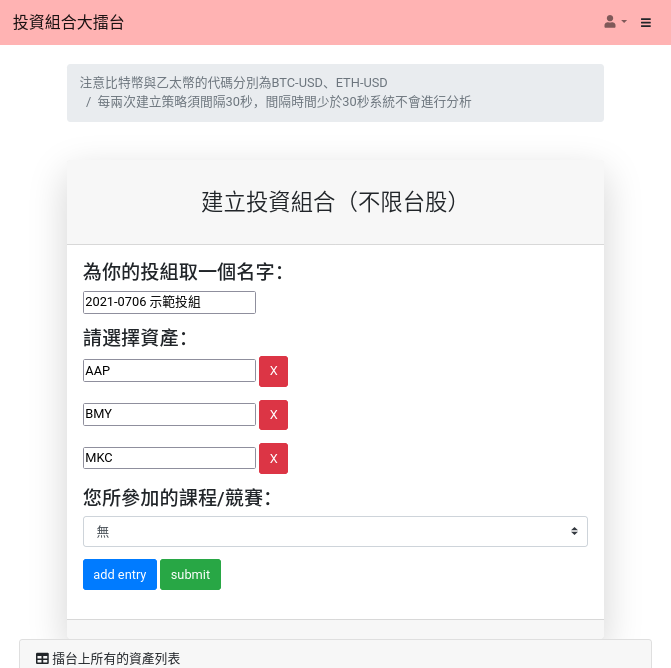 投資組合大擂台
注意比特幣與乙太幣的代碼分別為BTC-USD、ETH-USD
/ 每兩次建立策略須間隔30秒，間隔時間少於30秒系統不會進行分析
建立投資組合（不限台股）
為你的投組取一個名字：
2021-0706 示範投組
請選擇資產：
AAP X
BMY X
MKC X
您所參加的課程/競賽：
無
add entry submit
擂台上所有的資產列表